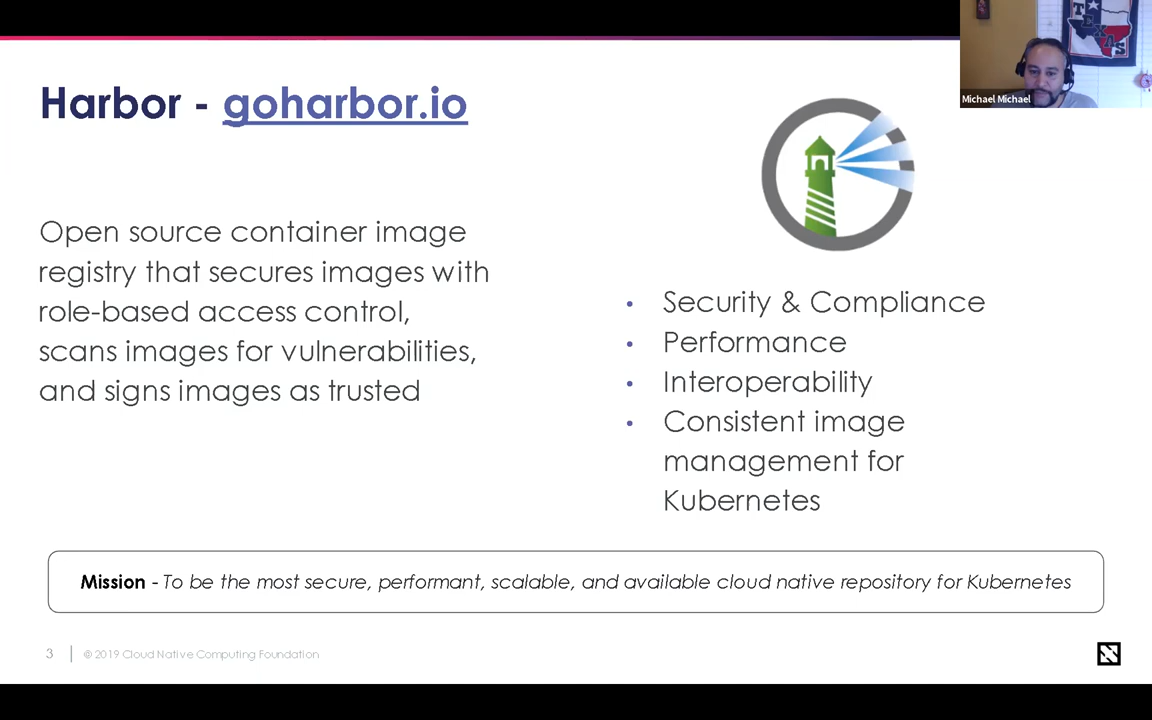 Harbor - goharbor.io
Open source container image
registry that secures images with
role-based access control,
scans images for vulnerabilities,
and signs images as trusted
• Security & Compliance
• Performance
• Interoperability
• Consistent image
management for
Kubernetes
Mission - To be the most secure, performant, scalable, and available cloud native repository for Kubernetes
3
© 2019 Cloud Native Computing Foundation
TEXAS
Michael Michael